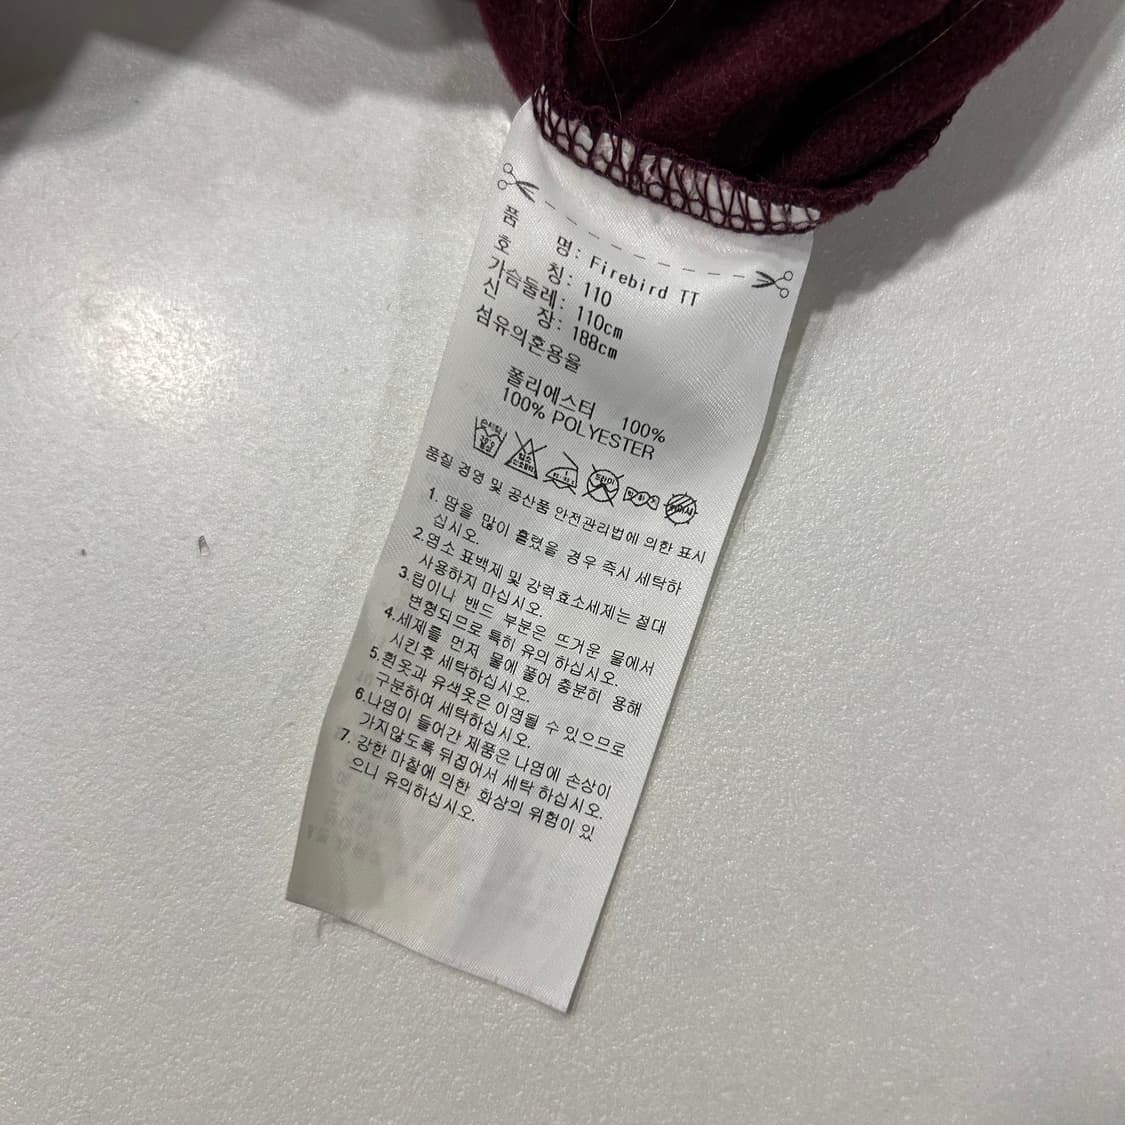 품 명: Firebird TT
호 칭: 110
가슴둘레: 110cm
신 장: 188cm
섬유의혼용율
폴리에스터 100%
100% POLYESTER
품질 경영 및 공산품 안전관리법에 의한 표시
1. 땀을 많이 흘렸을 경우 즉시 세탁하
십시오.
2.염소 표백제 및 강력효소세제는 절대
사용하지 마십시오.
3.립이나 밴드 부분은 뜨거운 물에서
변형되므로 특히 유의 하십시오.
4.세제를 먼저 물에 풀어 충분히 용해
시킨후 세탁하십시오.
5.흰옷과 유색옷은 이염될 수 있으므로
구분하여 세탁하십시오.
6.나염이 들어간 제품은 나염에 손상이
가지않도록 뒤집어서 세탁 하십시오.
7. 강한 마찰에 의한 화상의 위험이 있
으니 유의하십시오.